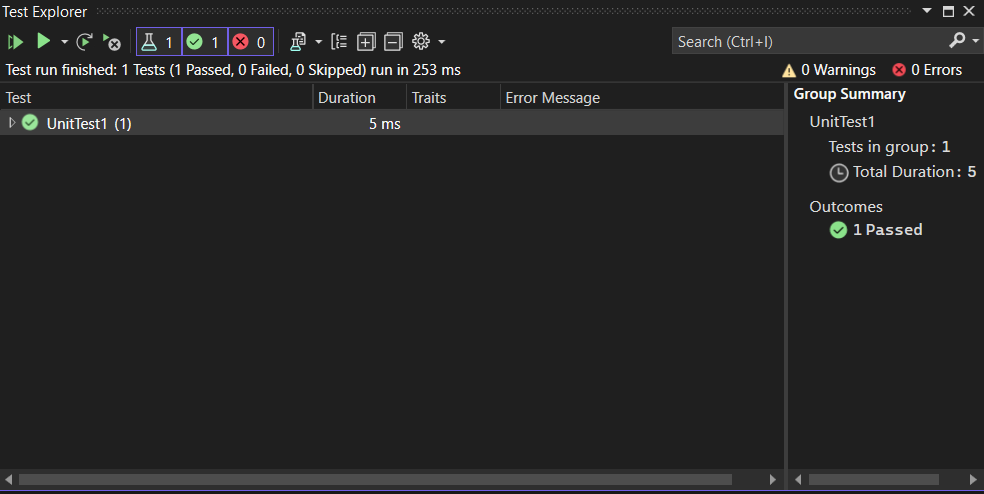 Test Explorer
1 1 0 Search (Ctrl+I)
Test run finished: 1 Tests (1 Passed, 0 Failed, 0 Skipped) run in 253 ms 0 Warnings 0 Errors
Test Duration Traits Error Message
UnitTest1 (1) 5 ms
Group Summary
UnitTest1
Tests in group: 1
Total Duration: 5
Outcomes
1 Passed